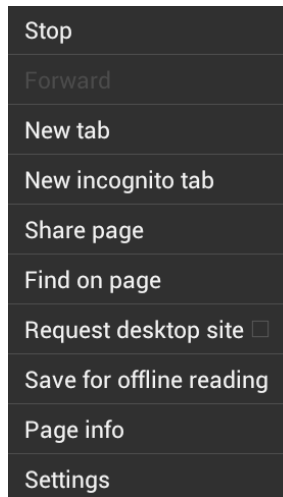 Stop
Forward
New tab
New incognito tab
Share page
Find on page
Request desktop site
Save for offline reading
Page info
Settings